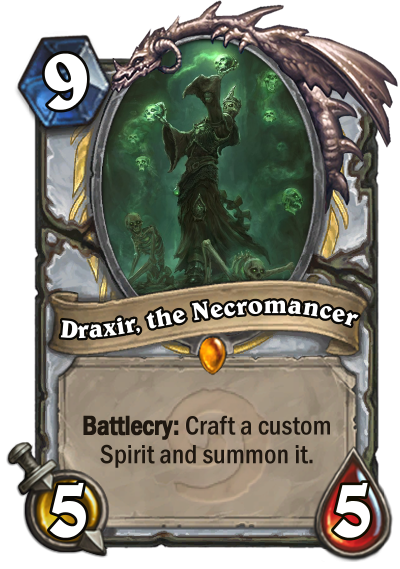 9
Draxir, the Necromancer
Battlecry: Craft a custom
Spirit and summon it.
5
5